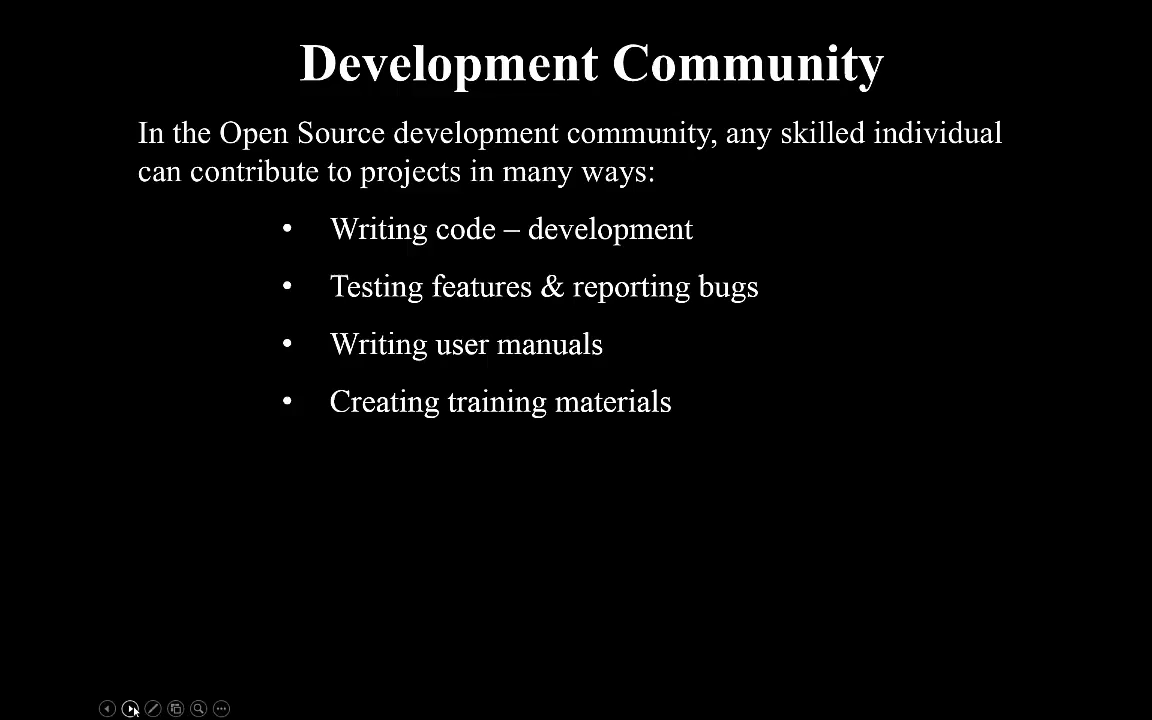 Development Community
In the Open Source development community, any skilled individual
can contribute to projects in many ways:
• Writing code – development
• Testing features & reporting bugs
• Writing user manuals
• Creating training materials